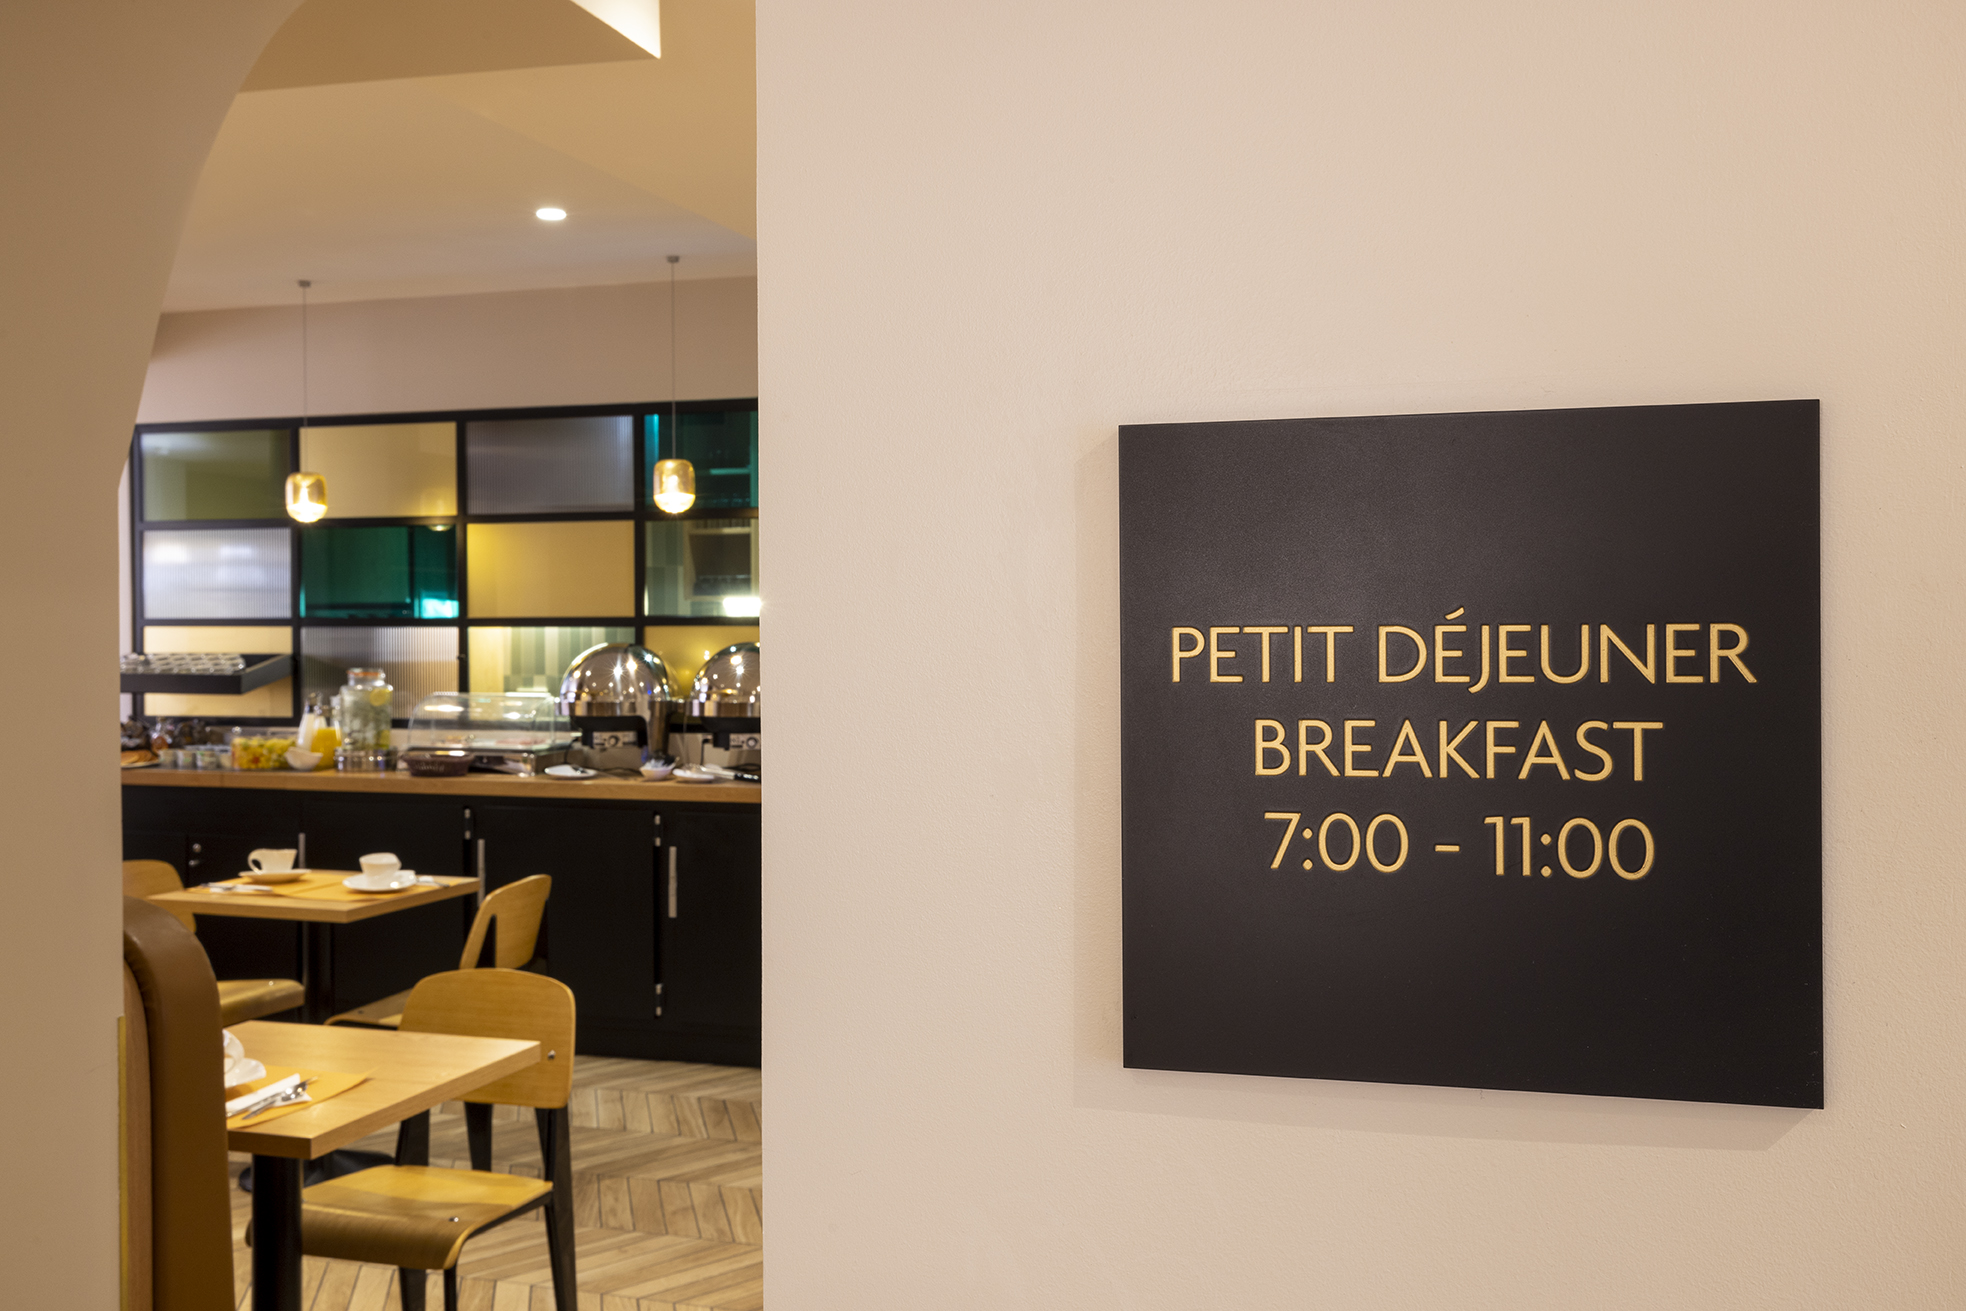 PETIT DÉJEUNER
BREAKFAST
7:00 - 11:00